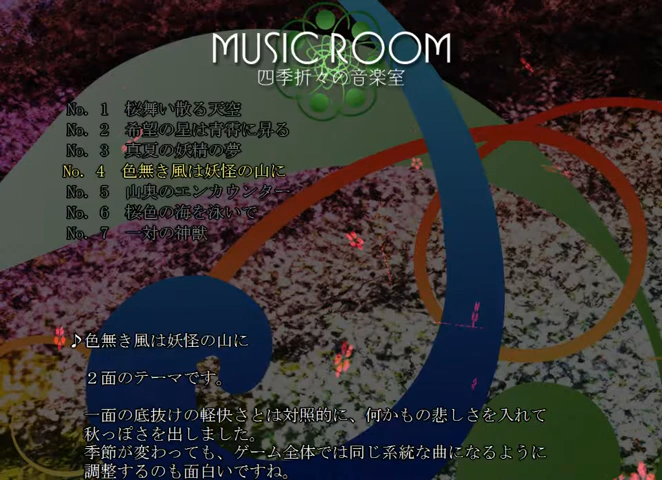 MUSIC ROOM
四季折々の音楽室
No. 1 桜舞い散る天空
No. 2 希望の星は青霄に昇る
No. 3 真夏の妖精の夢
No. 4 色無き風は妖怪の山に
No. 5 山奥のエンカウンター
No. 6 桜色の海を泳いで
No. 7 一対の神獣
♪色無き風は妖怪の山に
２面のテーマです。
一面の底抜けの軽快さとは対照的に、何かもの悲しさを入れて
秋っぽさを出しました。
季節が変わっても、ゲーム全体では同じ系統な曲になるように
調整するのも面白いですね。